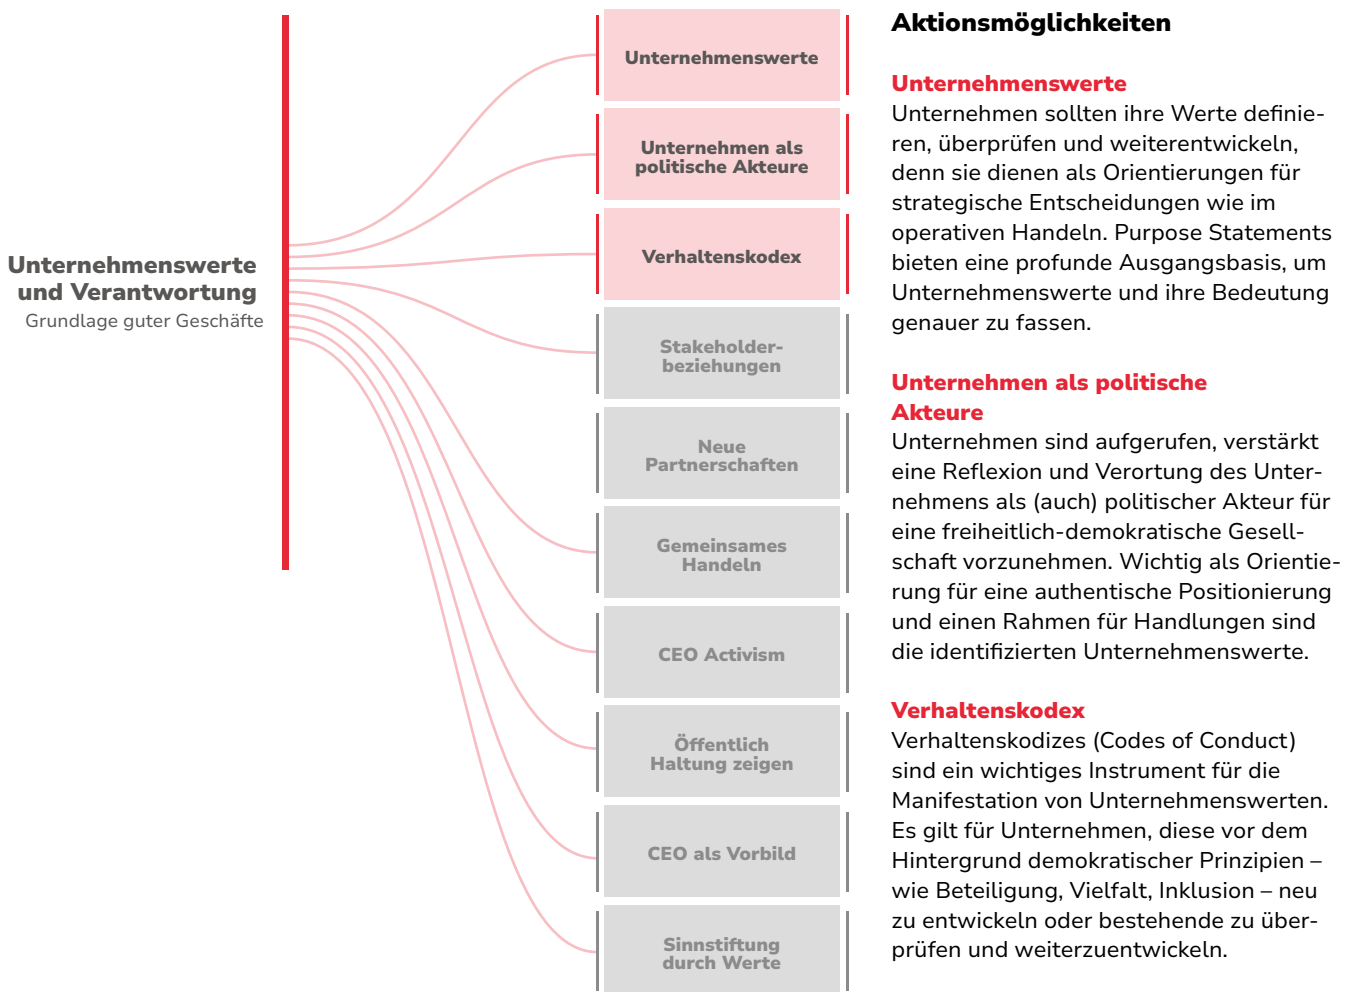 Unternehmenswerte
und Verantwortung
Grundlage guter Geschäfte
Unternehmenswerte
Unternehmen als
politische Akteure
Verhaltenskodex
Stakeholder-
beziehungen
Neue
Partnerschaften
Gemeinsames
Handeln
CEO Activism
Öffentlich
Haltung zeigen
CEO als Vorbild
Sinnstiftung
durch Werte
Aktionsmöglichkeiten
Unternehmenswerte
Unternehmen sollten ihre Werte definie-
ren, überprüfen und weiterentwickeln,
denn sie dienen als Orientierungen für
strategische Entscheidungen wie im
operativen Handeln. Purpose Statements
bieten eine profunde Ausgangsbasis, um
Unternehmenswerte und ihre Bedeutung
genauer zu fassen.
Unternehmen als politische
Akteure
Unternehmen sind aufgerufen, verstärkt
eine Reflexion und Verortung des Unter-
nehmens als (auch) politischer Akteur für
eine freiheitlich-demokratische Gesell-
schaft vorzunehmen. Wichtig als Orientie-
rung für eine authentische Positionierung
und einen Rahmen für Handlungen sind
die identifizierten Unternehmenswerte.
Verhaltenskodex
Verhaltenskodizes (Codes of Conduct)
sind ein wichtiges Instrument für die
Manifestation von Unternehmenswerten.
Es gilt für Unternehmen, diese vor dem
Hintergrund demokratischer Prinzipien –
wie Beteiligung, Vielfalt, Inklusion – neu
zu entwickeln oder bestehende zu über-
prüfen und weiterzuentwickeln.